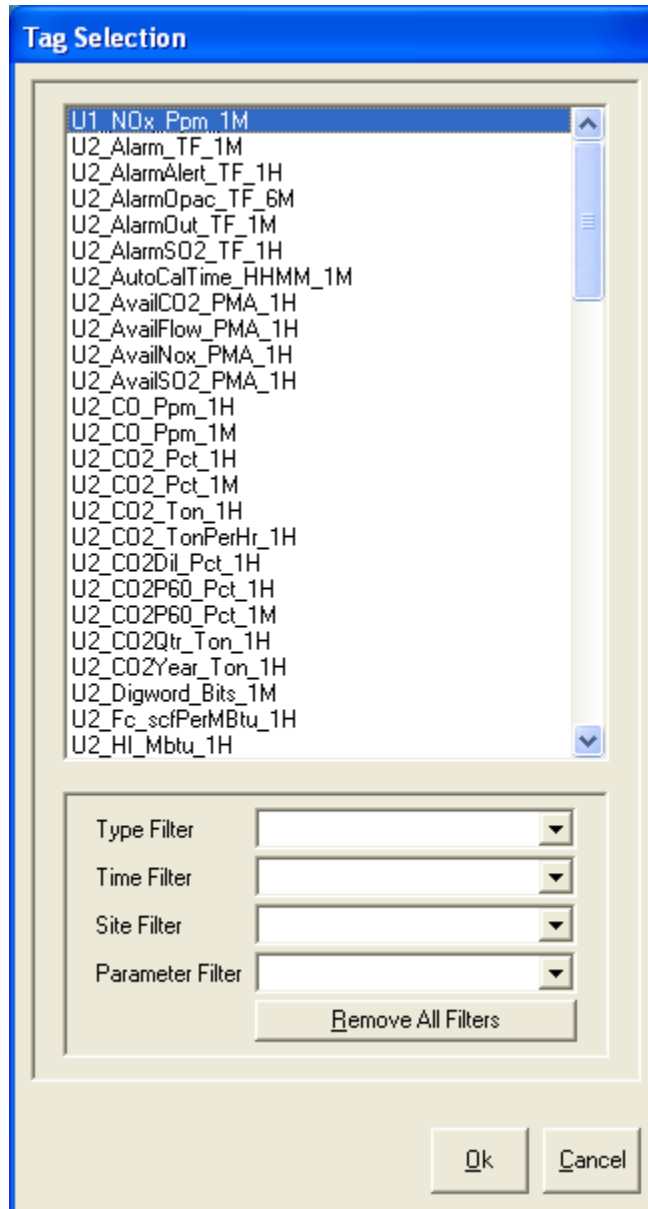 Tag Selection
U1_NOx_Ppm_1M
U2_Alarm_TF_1M
U2_AlarmAlert_TF_1H
U2_AlarmOpac_TF_6M
U2_AlarmOut_TF_1M
U2_AlarmSO2_TF_1H
U2_AutoCalTime_HHMM_1M
U2_AvailCO2_PMA_1H
U2_AvailFlow_PMA_1H
U2_AvailNox_PMA_1H
U2_AvailSO2_PMA_1H
U2_CO_Ppm_1H
U2_CO_Ppm_1M
U2_CO2_Pct_1H
U2_CO2_Pct_1M
U2_CO2_Ton_1H
U2_CO2_TonPerHr_1H
U2_CO2Dil_Pct_1H
U2_CO2P60_Pct_1H
U2_CO2P60_Pct_1M
U2_CO2Qtr_Ton_1H
U2_CO2Year_Ton_1H
U2_Digword_Bits_1M
U2_Fc_scfPerMBtu_1H
U2_HI_Mbtu_1H
Type Filter
Time Filter
Site Filter
Parameter Filter
Remove All Filters
Ok Cancel